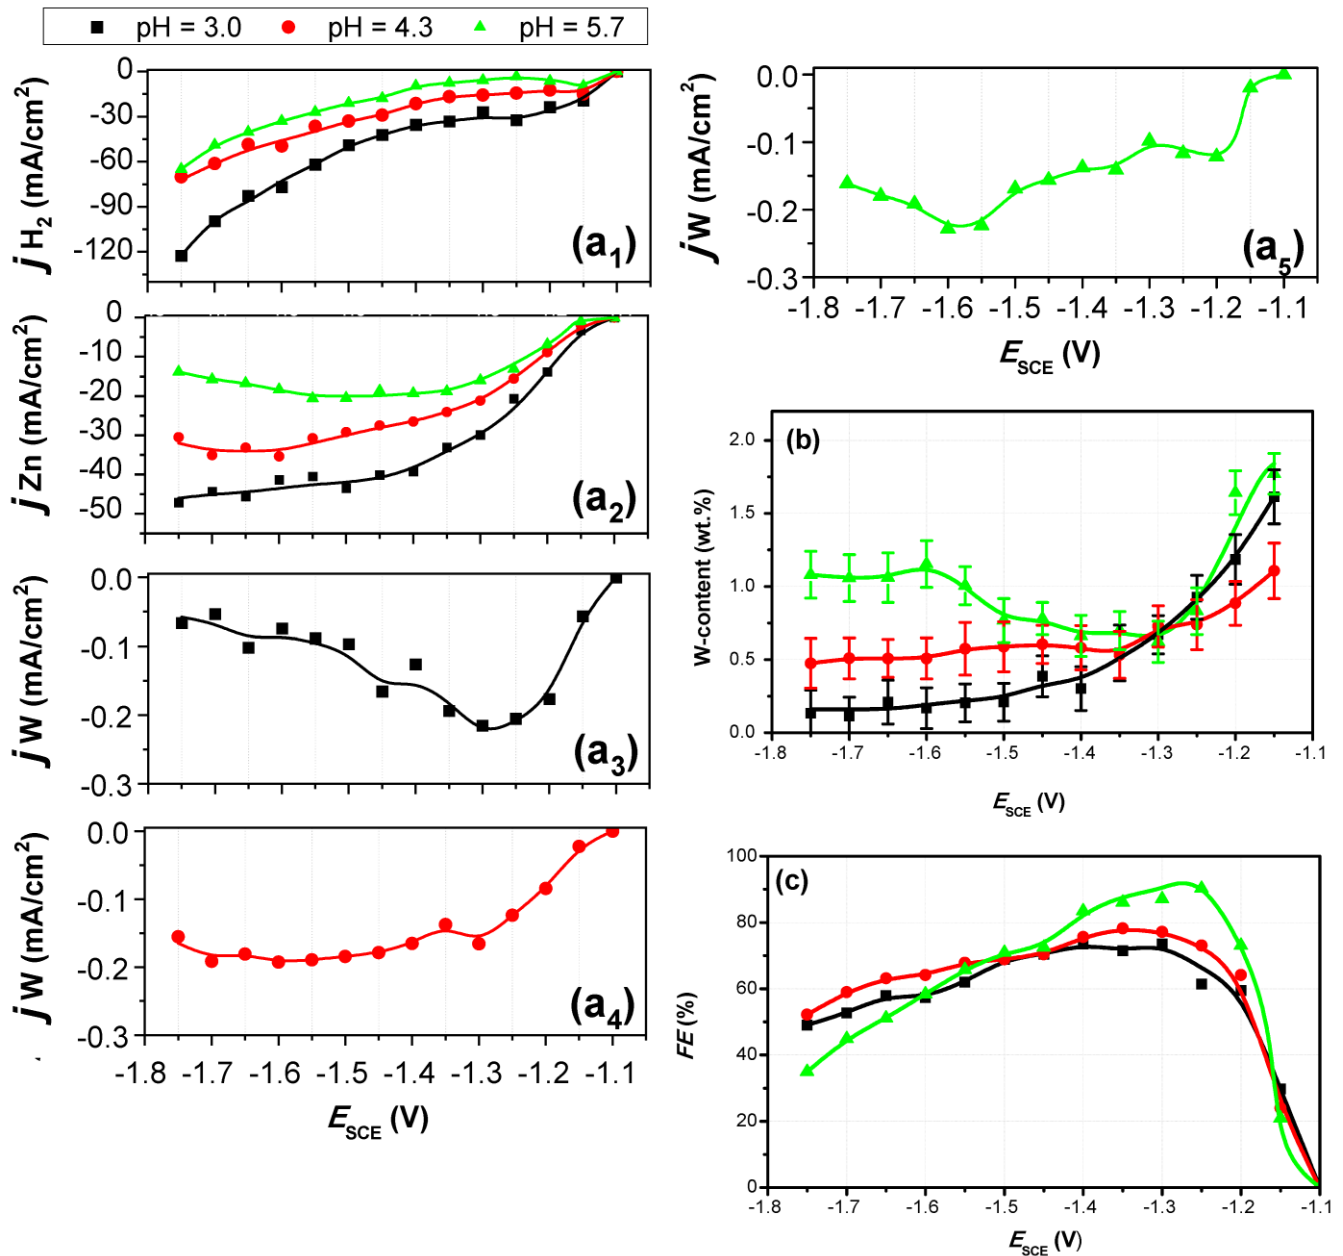 pH = 3.0 pH = 4.3 pH = 5.7
0
-30
-60
-90
-120
j H2 (mA/cm2)
(a1)
0
-10
-20
-30
-40
-50
j Zn (mA/cm2)
(a2)
0.0
-0.1
-0.2
-0.3
j W (mA/cm2)
(a3)
0.0
-0.1
-0.2
-0.3
j W (mA/cm2)
(a4)
-1.8 -1.7 -1.6 -1.5 -1.4 -1.3 -1.2 -1.1
ESCE (V)
0.0
-0.1
-0.2
-0.3
j W (mA/cm2)
(a5)
-1.8 -1.7 -1.6 -1.5 -1.4 -1.3 -1.2 -1.1
ESCE (V)
(b)
2.0
1.5
1.0
0.5
0.0
W-content (wt.%)
-1.8 -1.7 -1.6 -1.5 -1.4 -1.3 -1.2 -1.1
ESCE (V)
(c)
100
80
60
40
20
0
FE (%)
-1.8 -1.7 -1.6 -1.5 -1.4 -1.3 -1.2 -1.1
ESCE (V)